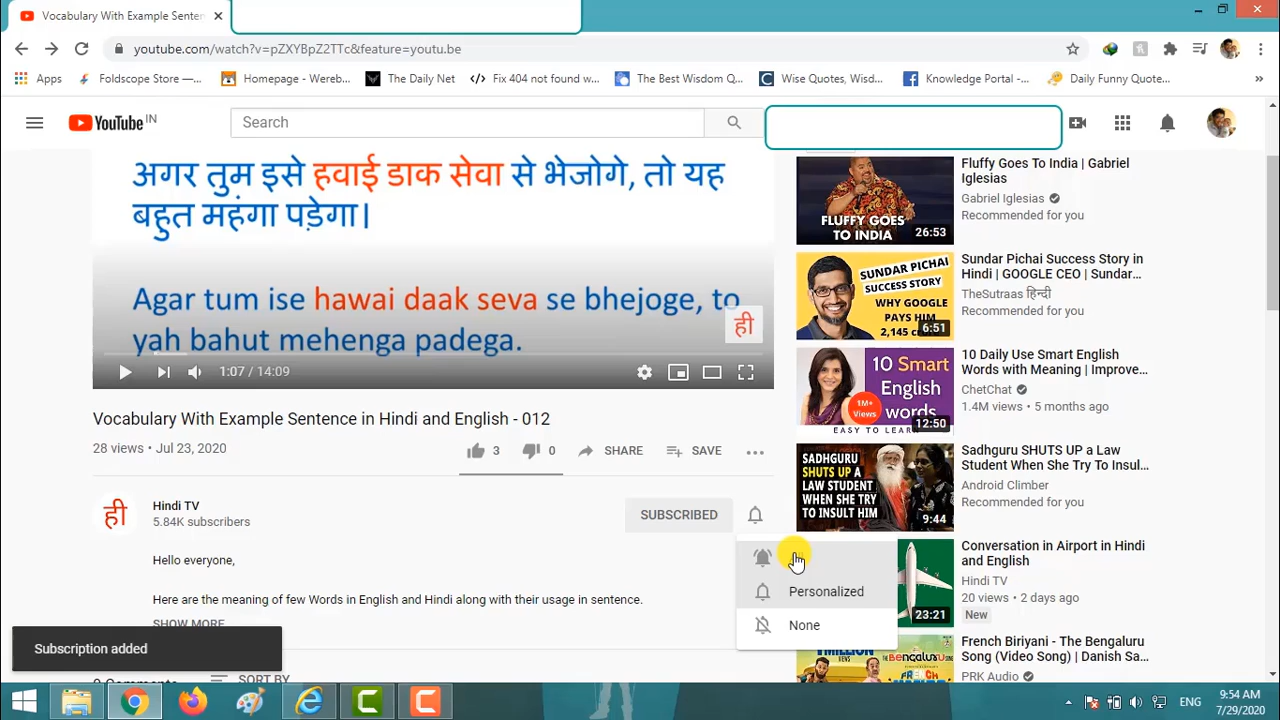 Vocabulary With Example Senten
youtube.com/watch?v=pZXYBpZ2TTc&feature=youtu.be
Apps
Foldscope Store —...
Homepage - Wereb...
The Daily Net
Fix 404 not found w...
The Best Wisdom Q...
Wise Quotes, Wisd...
Knowledge Portal -...
Daily Funny Quote...
»
YouTube IN
Search
अगर तुम इसे हवाई डाक सेवा से भेजोगे, तो यह
बहुत महंगा पड़ेगा।
Agar tum ise hawai daak seva se bhejoge, to
yah bahut mehenga padega.
ही
1:07 / 14:09
Vocabulary With Example Sentence in Hindi and English - 012
28 views • Jul 23, 2020
3
0
SHARE
SAVE
ही
Hindi TV
5.84K subscribers
SUBSCRIBED
Hello everyone,
Here are the meaning of few Words in English and Hindi along with their usage in sentence.
SHOW MORE
Personalized
None
Subscription added
0 Comments
SORT BY
FLUFFY GOES
TO INDIA
26:53
Fluffy Goes To India | Gabriel
Iglesias
Gabriel Iglesias
Recommended for you
SUNDAR PICHAI
SUCCESS STORY
WHY GOOGLE
PAYS HIM
2,145
6:51
Sundar Pichai Success Story in
Hindi | GOOGLE CEO | Sundar...
TheSutraas हिन्दी
Recommended for you
10 Smart
English
words
1M+
Views
EASY TO LEARN
12:50
10 Daily Use Smart English
Words with Meaning | Improve...
ChetChat
1.4M views • 5 months ago
SADHGURU
SHUTS UP A
LAW STUDENT
WHEN SHE TRY
TO INSULT HIM
9:44
Sadhguru SHUTS UP a Law
Student When She Try To Insul...
Android Climber
Recommended for you
23:21
Conversation in Airport in Hindi
and English
Hindi TV
20 views • 2 days ago
New
MILLION
VIEWS
BENGALURU
French Biriyani - The Bengaluru
Song (Video Song) | Danish Sa...
PRK Audio
ENG
9:54 AM
7/29/2020